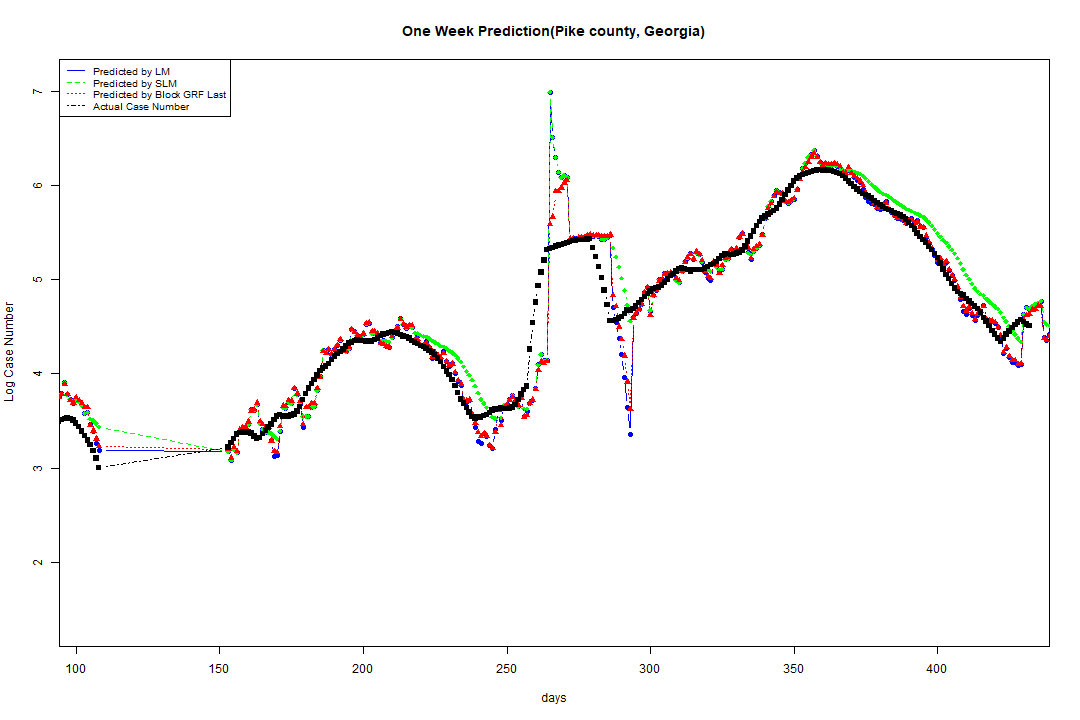 One Week Prediction(Pike county, Georgia)
Predicted by LM
Predicted by SLM
Predicted by Block GRF Last
Actual Case Number
7
6
5
4
3
2
Log Case Number
100 150 200 250 300 350 400
days